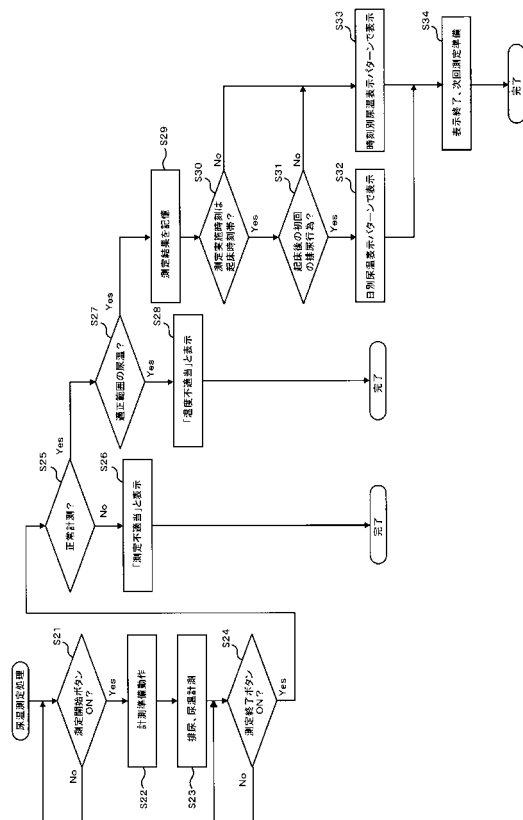 尿温測定処理
S21
測定開始ボタン
ON?
No
Yes
計測準備動作
S22
排尿、尿温計測
S23
S24
測定終了ボタン
ON?
No
Yes
S25
正常計測?
Yes
No
S26
「測定不適当」と表示
完了
S27
適正範囲の尿温?
Yes
Yes
S28
「温度不適当」と表示
完了
S29
測定結果を記憶
S30
測定実施時刻は
起床時刻帯?
No
Yes
S31
起床後の初回
の排尿行為?
No
Yes
S32
日別尿温表示パターンで表示
S33
時刻別尿温表示パターンで表示
S34
表示終了、次回測定準備
完了